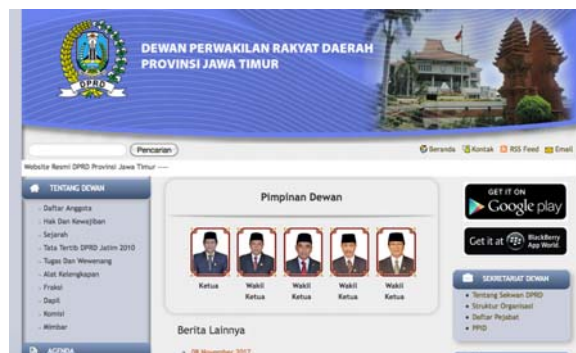 DEWAN PERWAKILAN RAKYAT DAERAH
PROVINSI JAWA TIMUR
DPRD
Pencarian
Beranda Kontak RSS Feed Email
Website Resmi DPRD Provinsi Jawa Timur ----
TENTANG DEWAN
Daftar Anggota
Hak Dan Kewajiban
Sejarah
Tata Tertib DPRD Jatim 2010
Tugas Dan Wewenang
Alat Kelengkapan
Fraksi
Dapil
Komisi
Mimbar
AGENDA
Pimpinan Dewan
Ketua
Wakil Ketua
Wakil Ketua
Wakil Ketua
Wakil Ketua
Berita Lainnya
08 November 2017
GET IT ON
Google play
Get it at BlackBerry App World
SEKRETARIAT DEWAN
Tentang Sekwan DPRD
Struktur Organisasi
Daftar Pejabat
PPID